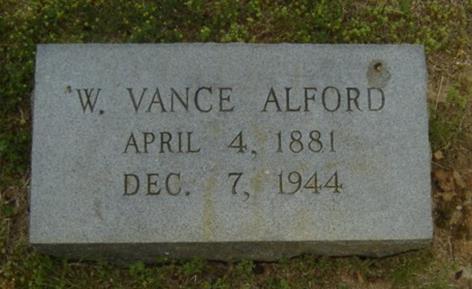 W. VANCE ALFORD
APRIL 4, 1881
DEC. 7, 1944